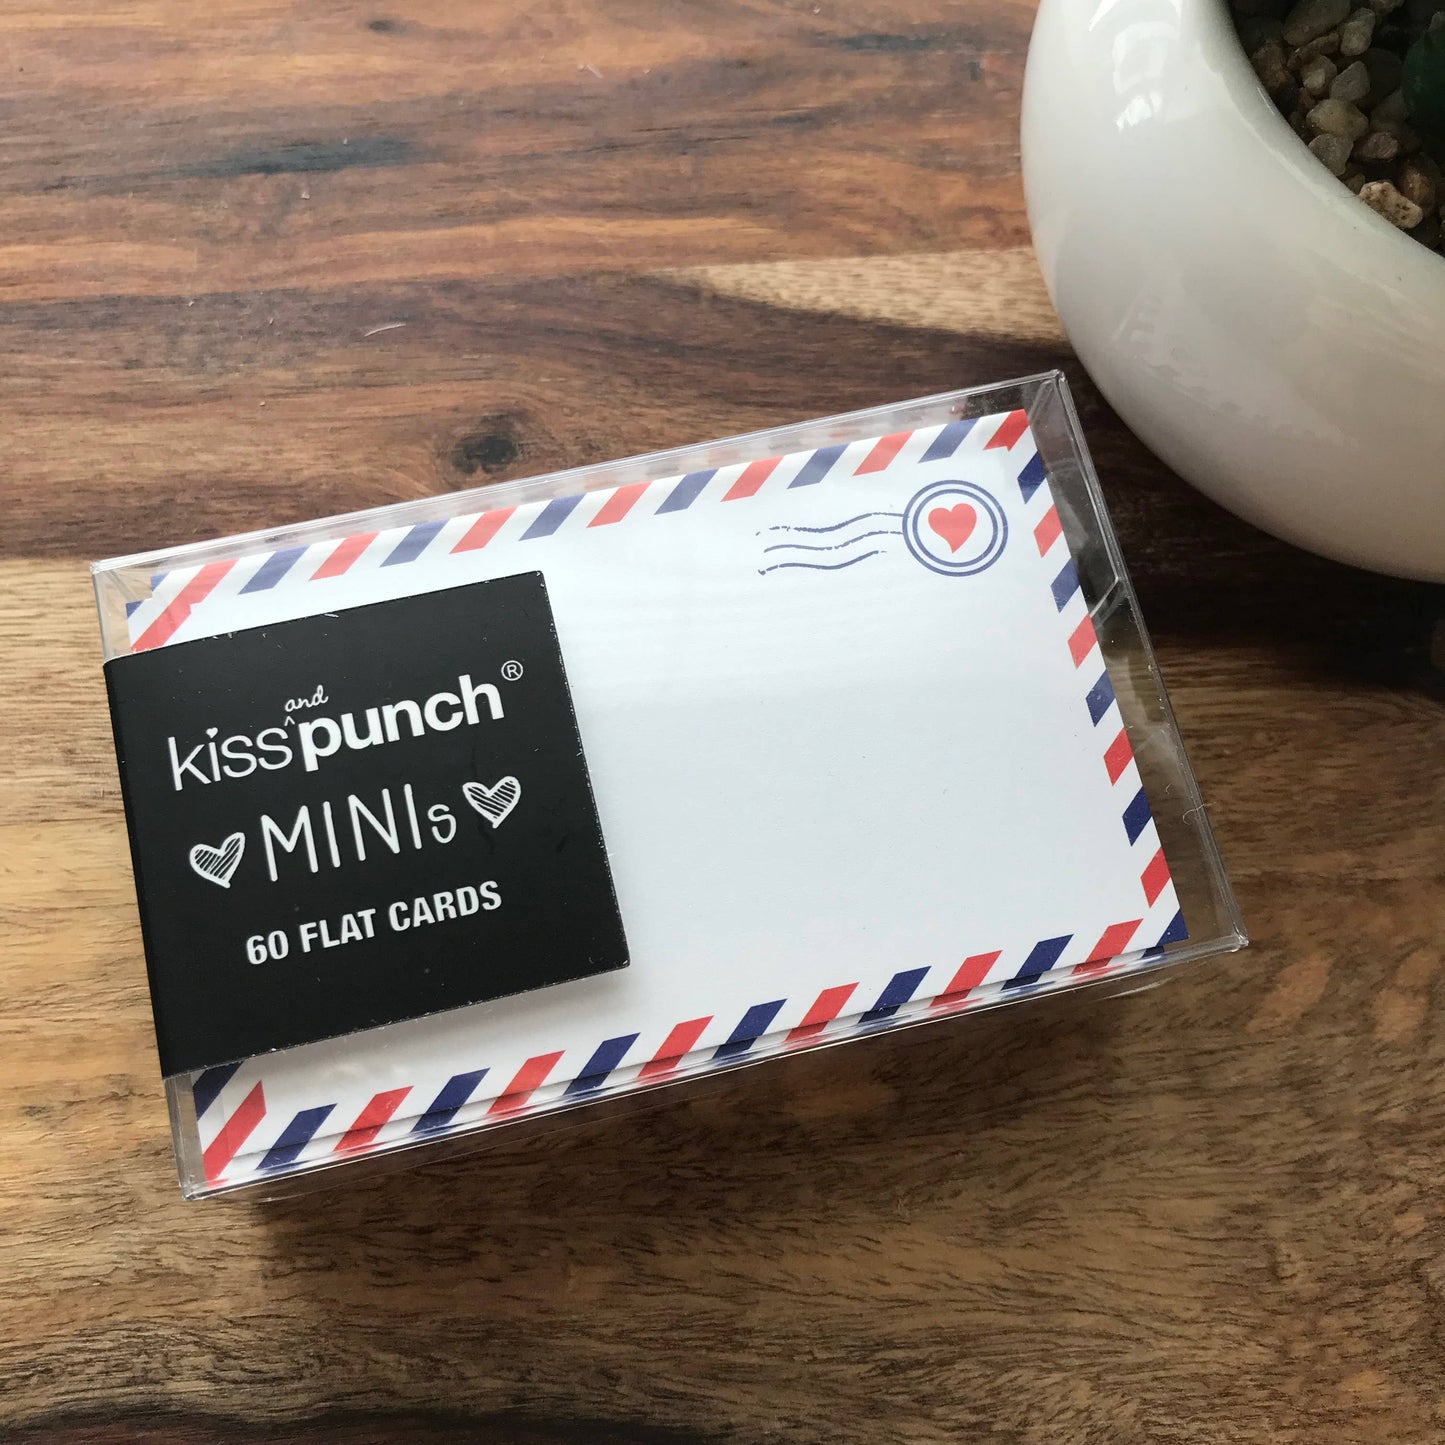 kiss and punch®
MINIs
60 FLAT CARDS